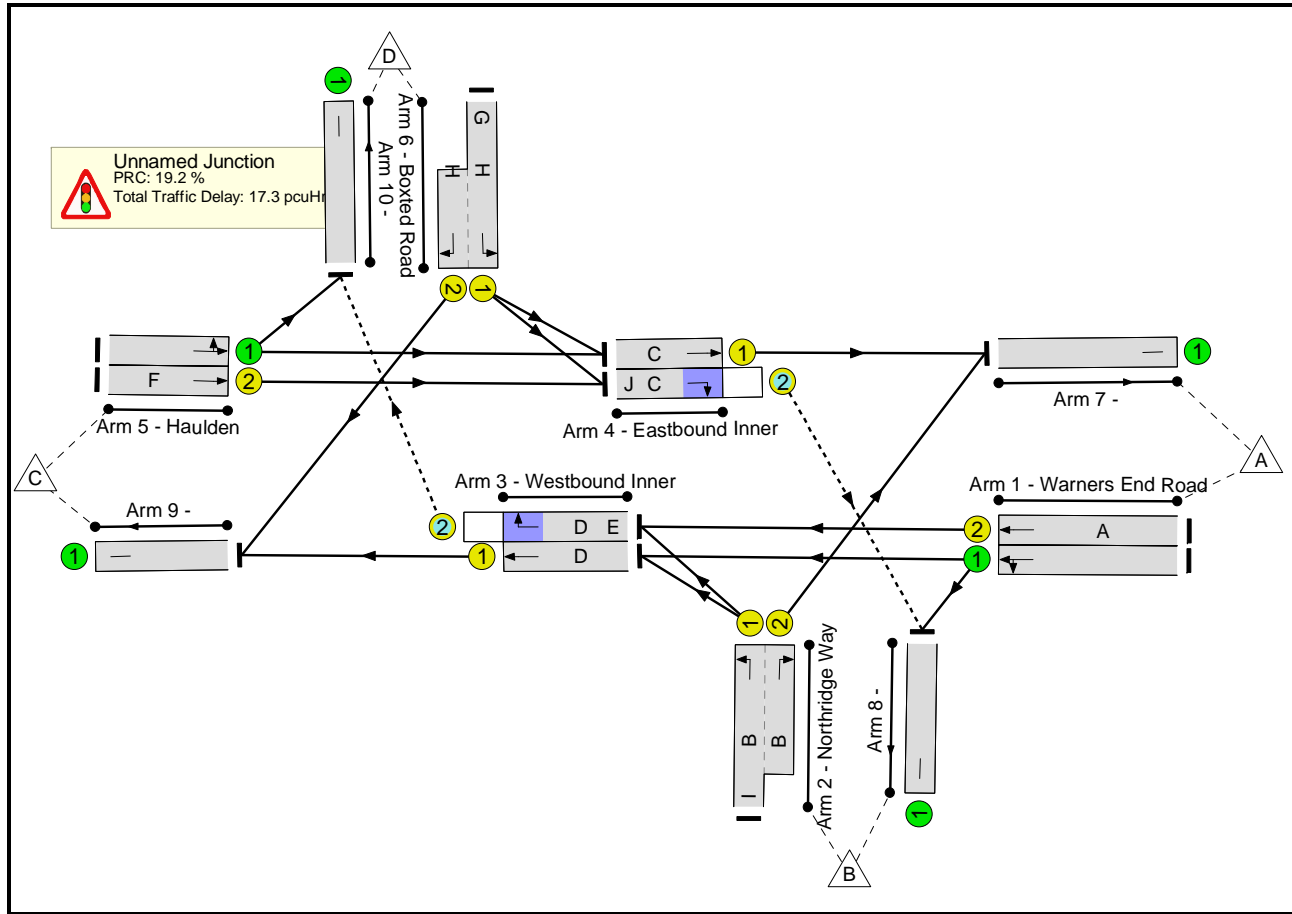 D
1
Arm 6 - Boxted Road
Arm 10 -
G
H H
Unnamed Junction
PRC: 19.2 %
Total Traffic Delay: 17.3 pcuHr
2 1
1
C
1
1
F
2
J C
2
Arm 7 -
Arm 5 - Haulden
Arm 4 - Eastbound Inner
A
C
Arm 3 - Westbound Inner
Arm 1 - Warners End Road
Arm 9 -
2
D E
2
A
1
1
D
1
1 2
Arm 2 - Northridge Way
Arm 8 -
B B
I
1
B